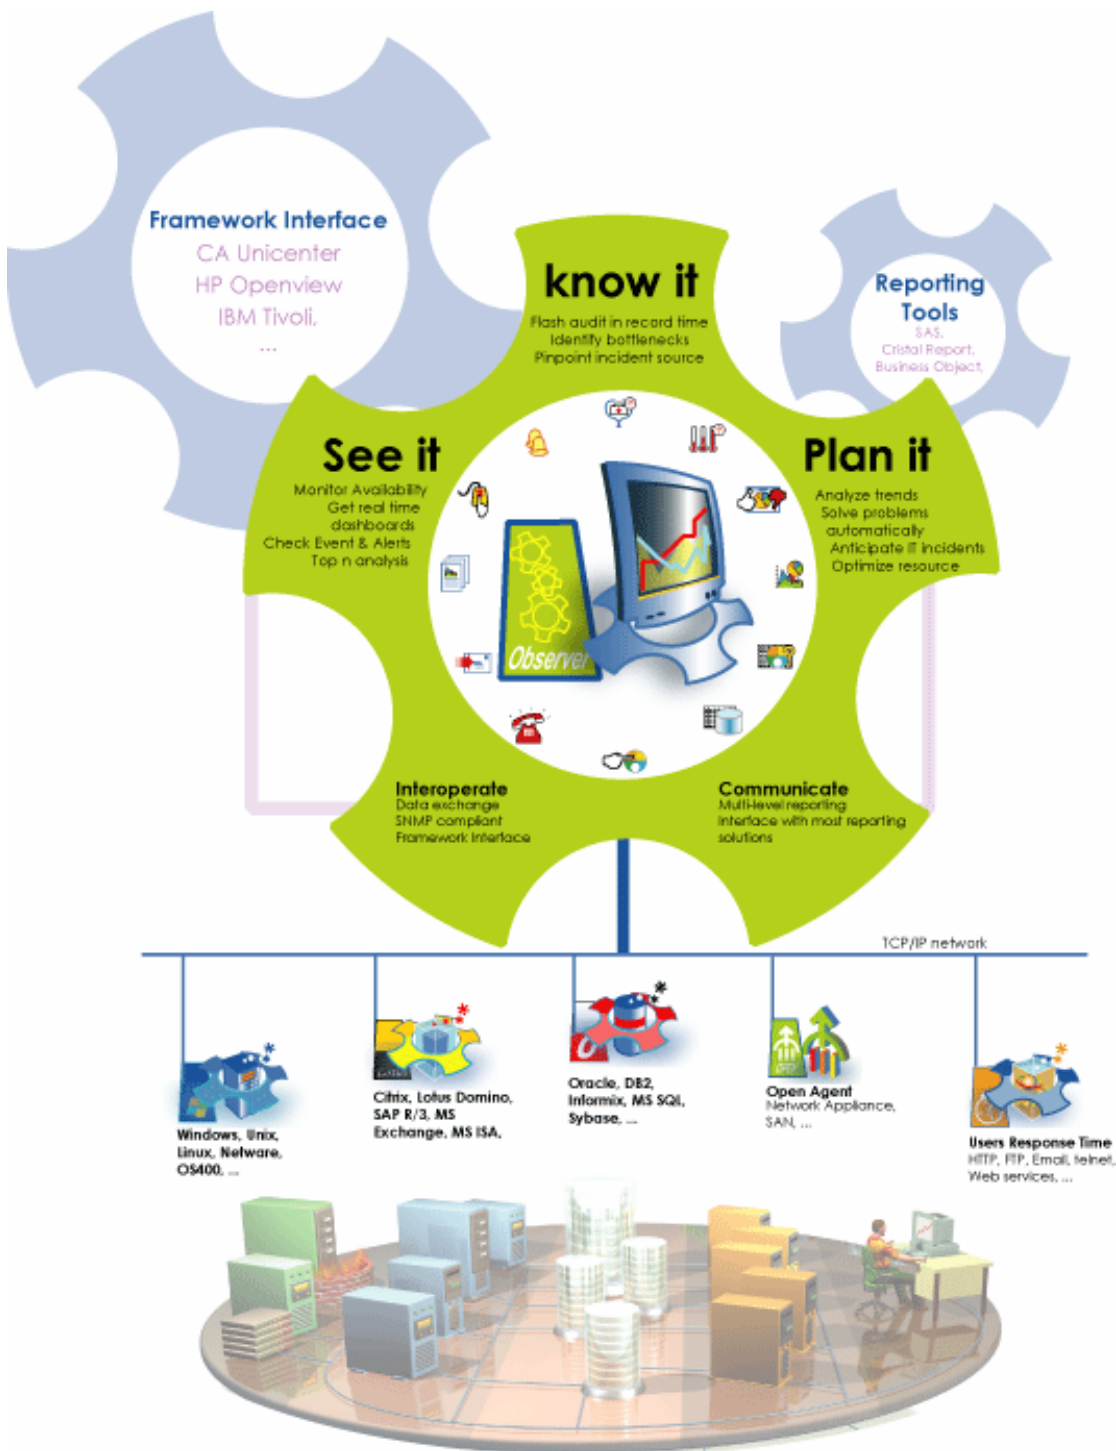 Framework Interface
CA Unicenter
HP Openview
IBM Tivoli,
...
know it
Flash audit in record time
Identify bottlenecks
Pinpoint incident source
Reporting
Tools
SAS,
Cristal Report,
Business Object,
See it
Monitor Availability
Get real time
dashboards
Check Event & Alerts
Top n analysis
Plan it
Analyze trends
Solve problems
automatically
Anticipate IT incidents
Optimize resource
Observer
Interoperate
Data exchange
SNMP compliant
Framework Interface
Communicate
Multi-level reporting
Interface with most reporting
solutions
TCP/IP network
Windows, Unix,
Linux, Netware,
OS400, ...
Citrix, Lotus Domino,
SAP R/3, MS
Exchange, MS ISA,
Oracle, DB2,
Informix, MS SQL,
Sybase, ...
Open Agent
Network Appliance,
SAN, ...
Users Response Time
HTTP, FTP, Email, telnet,
Web services, ...